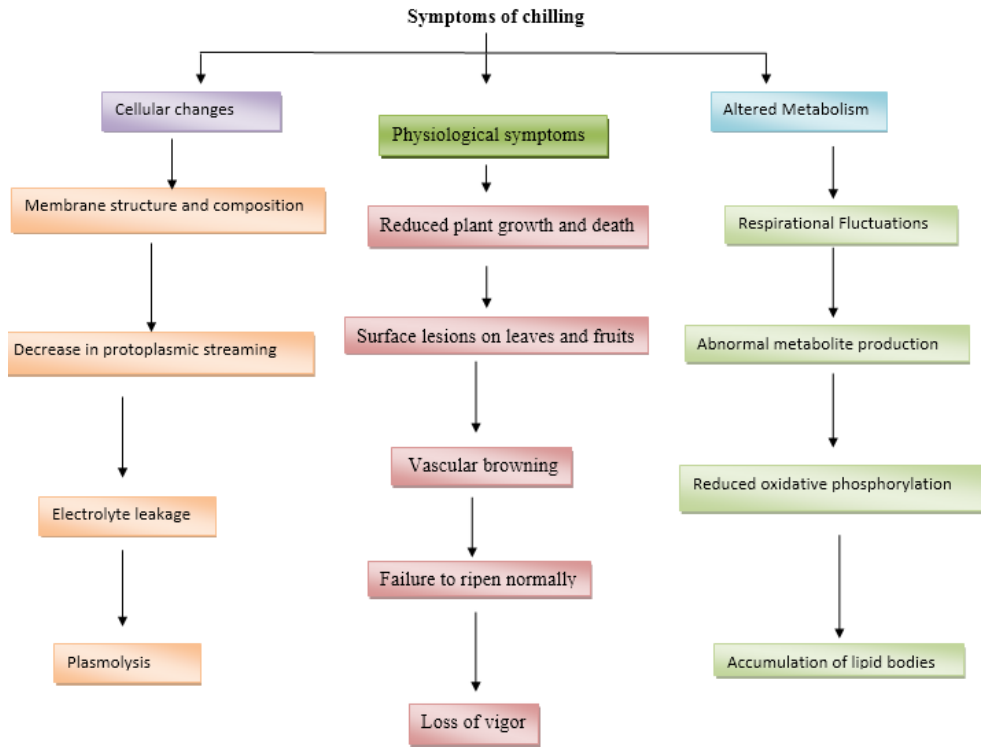 Symptoms of chilling
Cellular changes
Physiological symptoms
Altered Metabolism
Membrane structure and composition
Reduced plant growth and death
Respirational Fluctuations
Decrease in protoplasmic streaming
Surface lesions on leaves and fruits
Abnormal metabolite production
Electrolyte leakage
Vascular browning
Reduced oxidative phosphorylation
Failure to ripen normally
Plasmolysis
Accumulation of lipid bodies
Loss of vigor